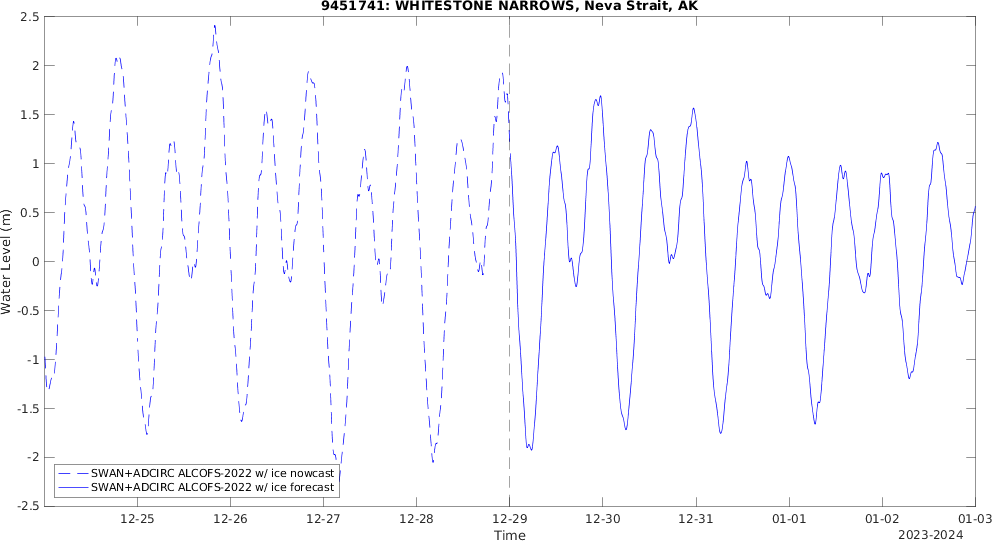 9451741: WHITESTONE NARROWS, Neva Strait, AK
2.5
2
1.5
1
0.5
0
-0.5
-1
-1.5
-2
-2.5
Water Level (m)
SWAN+ADCIRC ALCOFS-2022 w/ ice nowcast
SWAN+ADCIRC ALCOFS-2022 w/ ice forecast
12-25 12-26 12-27 12-28 12-29 12-30 12-31 01-01 01-02 01-03
Time
2023-2024